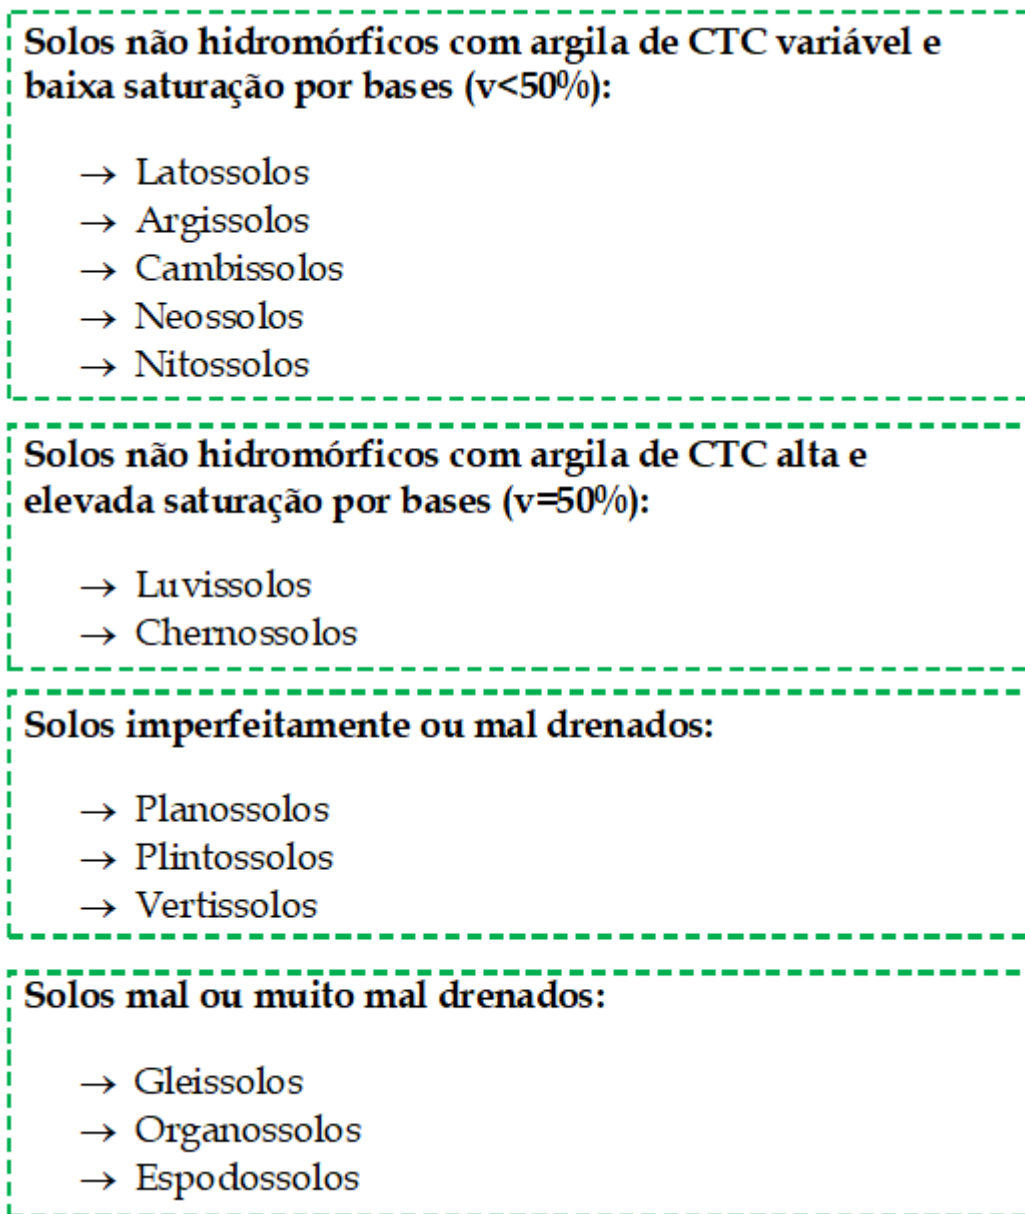 Solos não hidromórficos com argila de CTC variável e
baixa saturação por bases (v<50%):
→ Latossolos
→ Argissolos
→ Cambissolos
→ Neossolos
→ Nitossolos
Solos não hidromórficos com argila de CTC alta e
elevada saturação por bases (v=50%):
→ Luvissolos
→ Chernossolos
Solos imperfeitamente ou mal drenados:
→ Planossolos
→ Plintossolos
→ Vertissolos
Solos mal ou muito mal drenados:
→ Gleissolos
→ Organossolos
→ Espodossolos